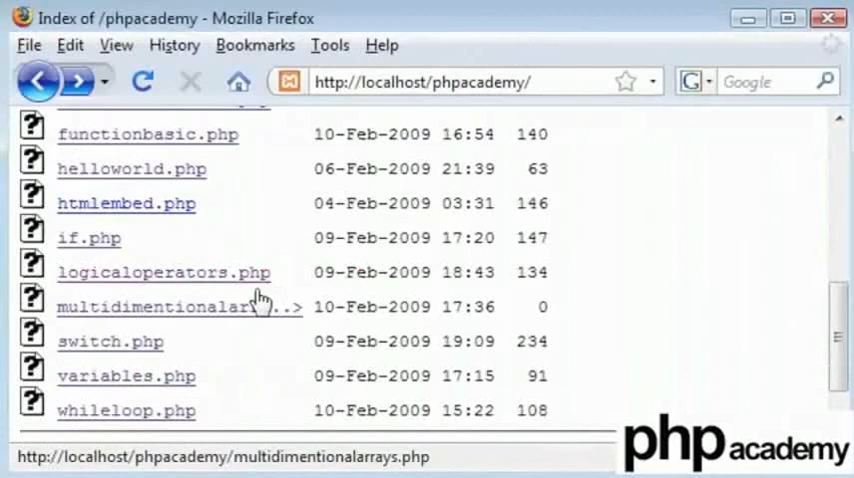 Index of /phpacademy - Mozilla Firefox
File Edit View History Bookmarks Tools Help
http://localhost/phpacademy/ G Google
functionbasic.php 10-Feb-2009 16:54 140
helloworld.php 06-Feb-2009 21:39 63
htmlembed.php 04-Feb-2009 03:31 146
if.php 09-Feb-2009 17:20 147
logicaloperators.php 09-Feb-2009 18:43 134
multidimentionalarr..> 10-Feb-2009 17:36 0
switch.php 09-Feb-2009 19:09 234
variables.php 09-Feb-2009 17:15 91
whileloop.php 10-Feb-2009 15:22 108
http://localhost/phpacademy/multidimentionalarrays.php
php academy